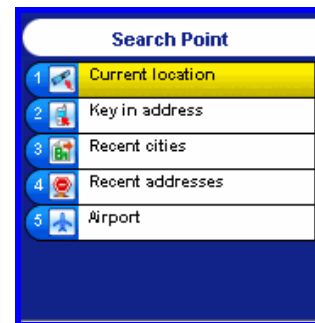 Search Point
1 Current location
2 Key in address
3 Recent cities
4 Recent addresses
5 Airport